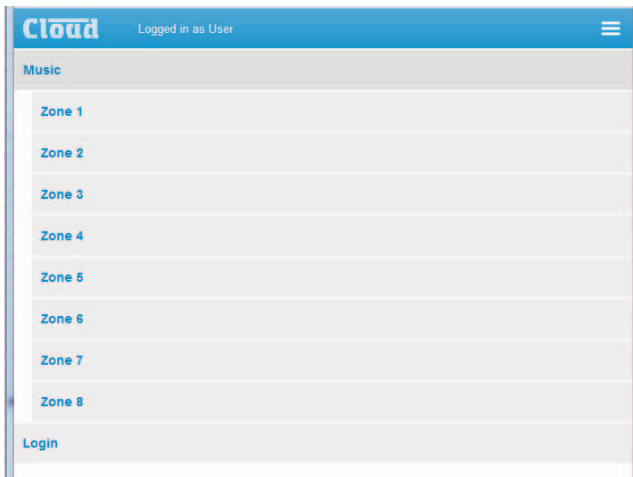 Cloud Logged in as User
Music
Zone 1
Zone 2
Zone 3
Zone 4
Zone 5
Zone 6
Zone 7
Zone 8
Login